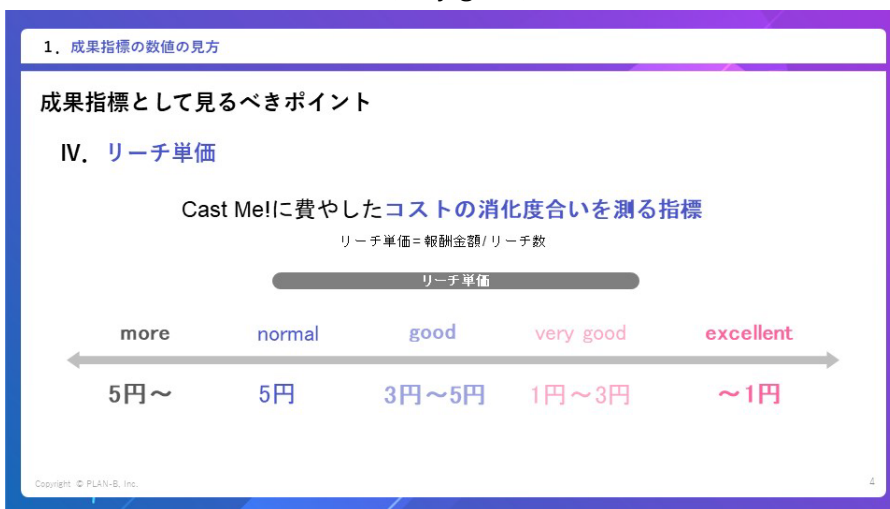 1. 成果指標の数値の見方
成果指標として見るべきポイント
Ⅳ. リーチ単価
Cast Me!に費やしたコストの消化度合いを測る指標
リーチ単価=報酬金額/リーチ数
リーチ単価
more normal good very good excellent
5円～ 5円 3円～5円 1円～3円 ～1円
Copyright © PLAN-B, Inc. 4